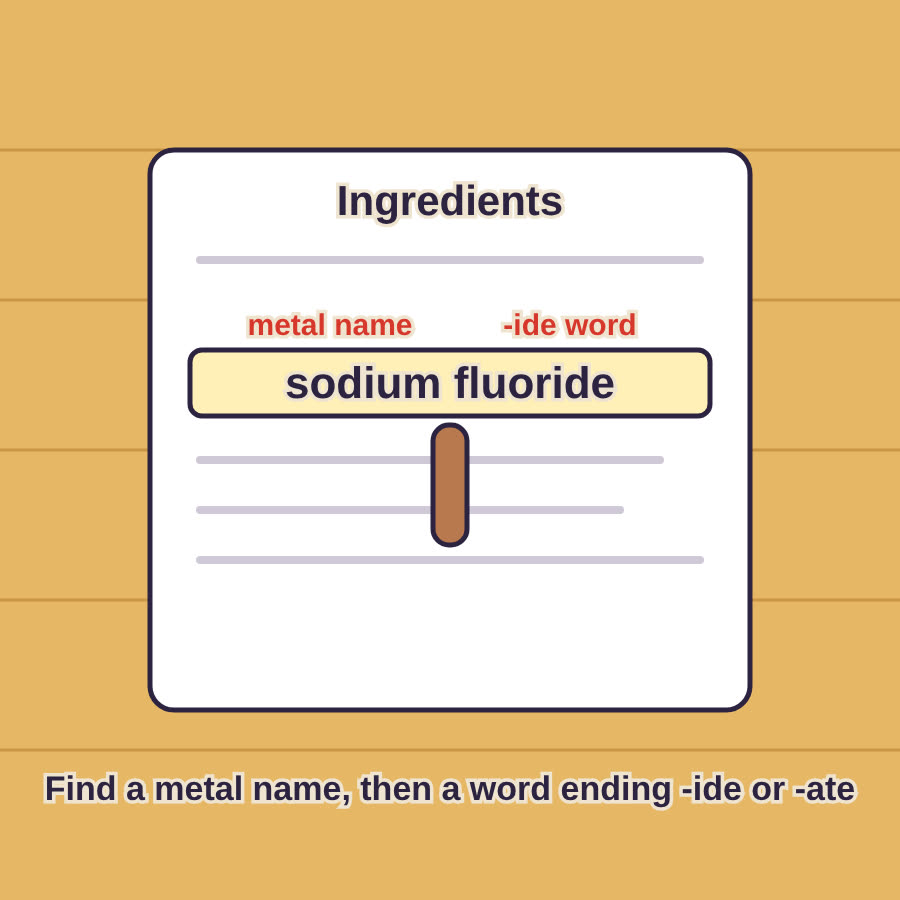 Ingredients
metal name -ide word
sodium fluoride
Find a metal name, then a word ending -ide or -ate